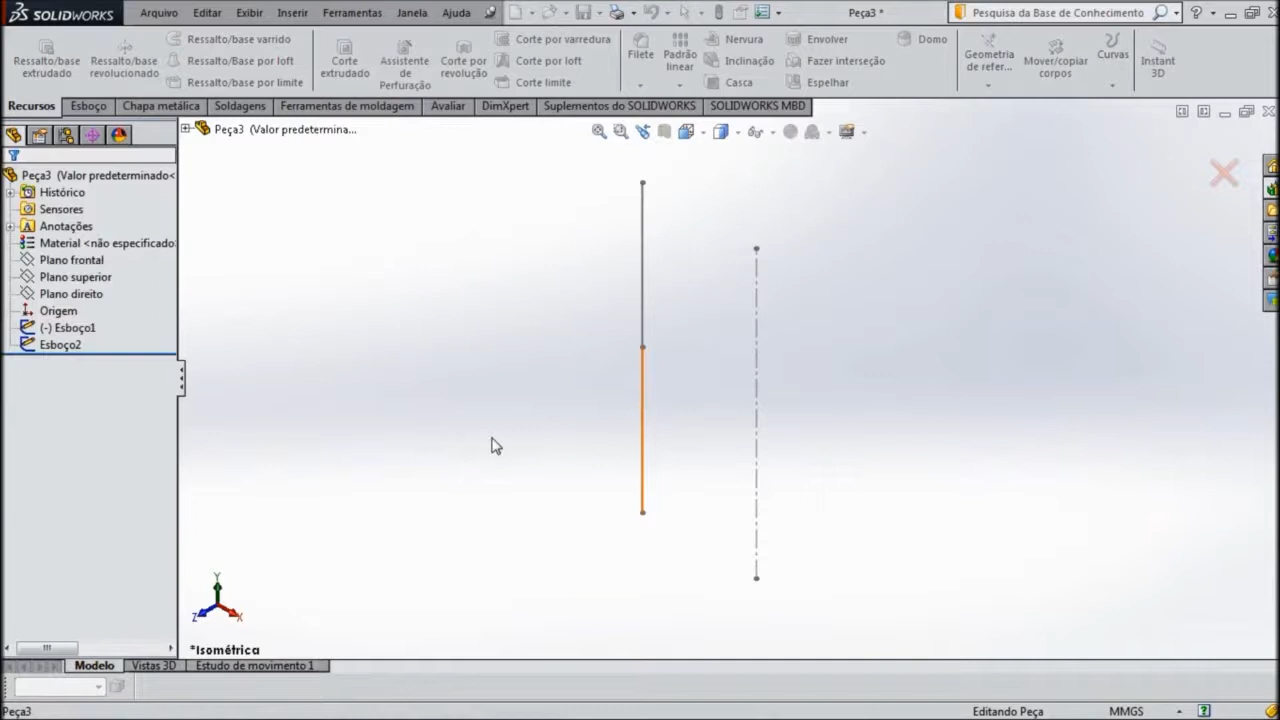 SOLIDWORKS
Arquivo Editar Exibir Inserir Ferramentas Janela Ajuda
Peça3 *
Pesquisa da Base de Conhecimento
Ressalto/base extrudado
Ressalto/base revolucionado
Ressalto/base varrido
Ressalto/base por loft
Ressalto/base por limite
Corte extrudado
Assistente de Perfuração
Corte por revolução
Corte por varredura
Corte por loft
Corte limite
Filete
Padrão linear
Nervura
Inclinação
Casca
Envolver
Fazer interseção
Espelhar
Domo
Geometria de refer...
Mover/copiar corpos
Curvas
Instant 3D
Recursos Esboço Chapa metálica Soldagens Ferramentas de moldagem Avaliar DimXpert Suplementos do SOLIDWORKS SOLIDWORKS MBD
Peça3 (Valor predetermina...
Peça3 (Valor predeterminado<
Histórico
Sensores
Anotações
Material <não especificado>
Plano frontal
Plano superior
Plano direito
Origem
(-) Esboço1
Esboço2
Y
Z
X
*Isométrica
Modelo Vistas 3D Estudo de movimento 1
Peça3
Editando Peça
MMGS